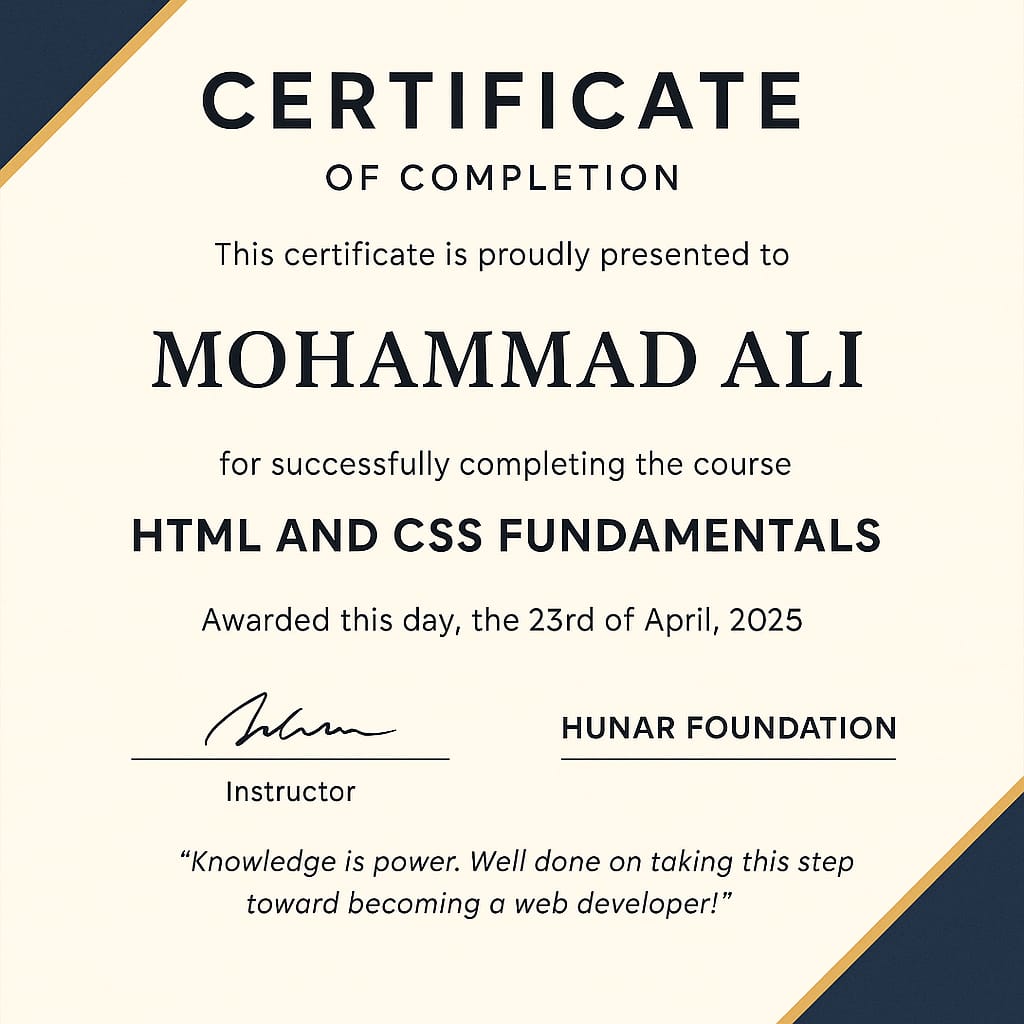 CERTIFICATE
OF COMPLETION
This certificate is proudly presented to
MOHAMMAD ALI
for successfully completing the course
HTML AND CSS FUNDAMENTALS
Awarded this day, the 23rd of April, 2025
HUNAR FOUNDATION
Instructor
“Knowledge is power. Well done on taking this step
toward becoming a web developer!”